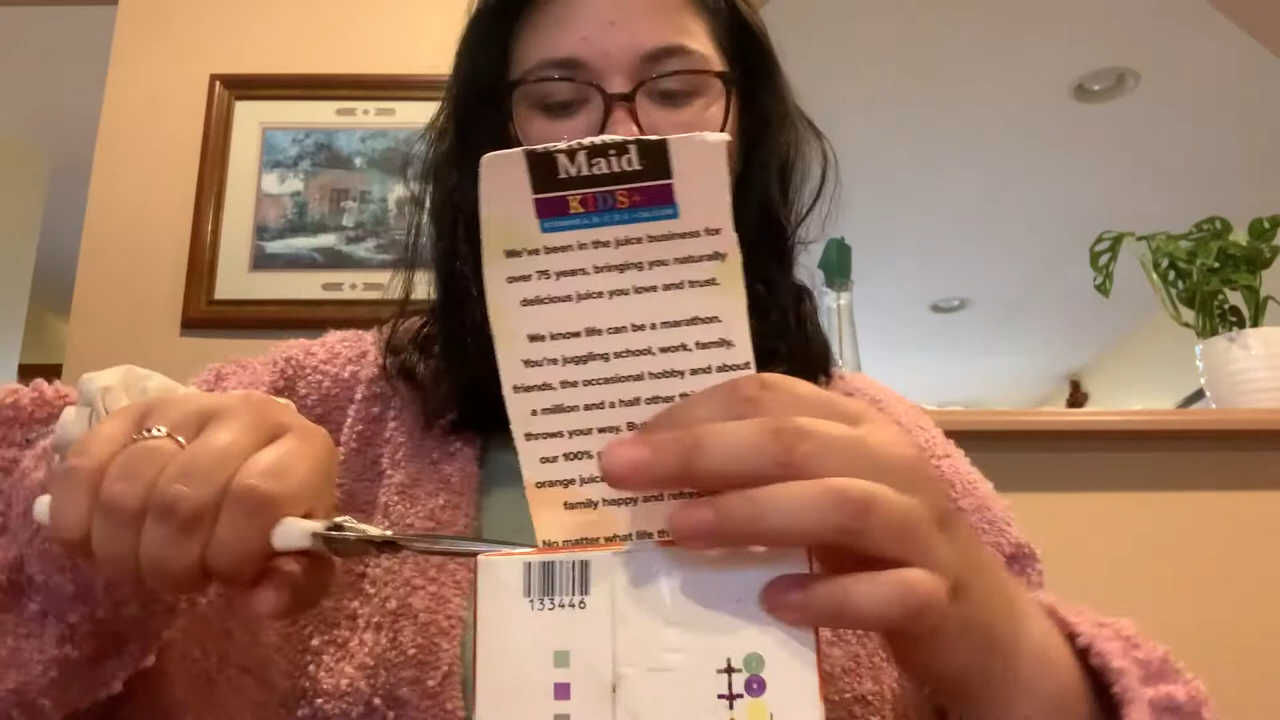 Maid
KIDS+
We've been in the juice business for
over 75 years, bringing you naturally
delicious juice you love and trust.
We know life can be a marathon.
You're juggling school, work, family,
friends, the occasional hobby and about
a million and a half other
throws your way.
our 100%
orange
family happy and
No matter what life
133446